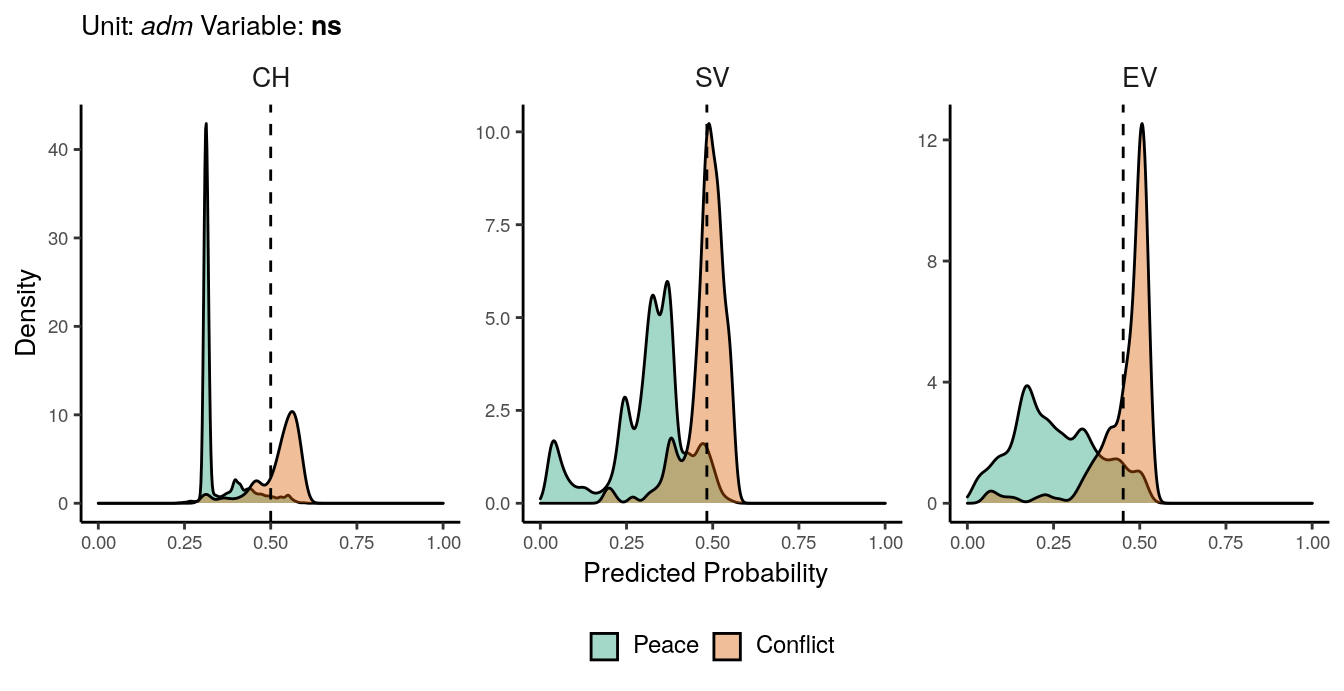 Unit: adm Variable: ns
CH
SV
EV
Density
40
30
20
10
0
10.0
7.5
5.0
2.5
0.0
12
8
4
0
0.00 0.25 0.50 0.75 1.00
0.00 0.25 0.50 0.75 1.00
0.00 0.25 0.50 0.75 1.00
Predicted Probability
Peace Conflict